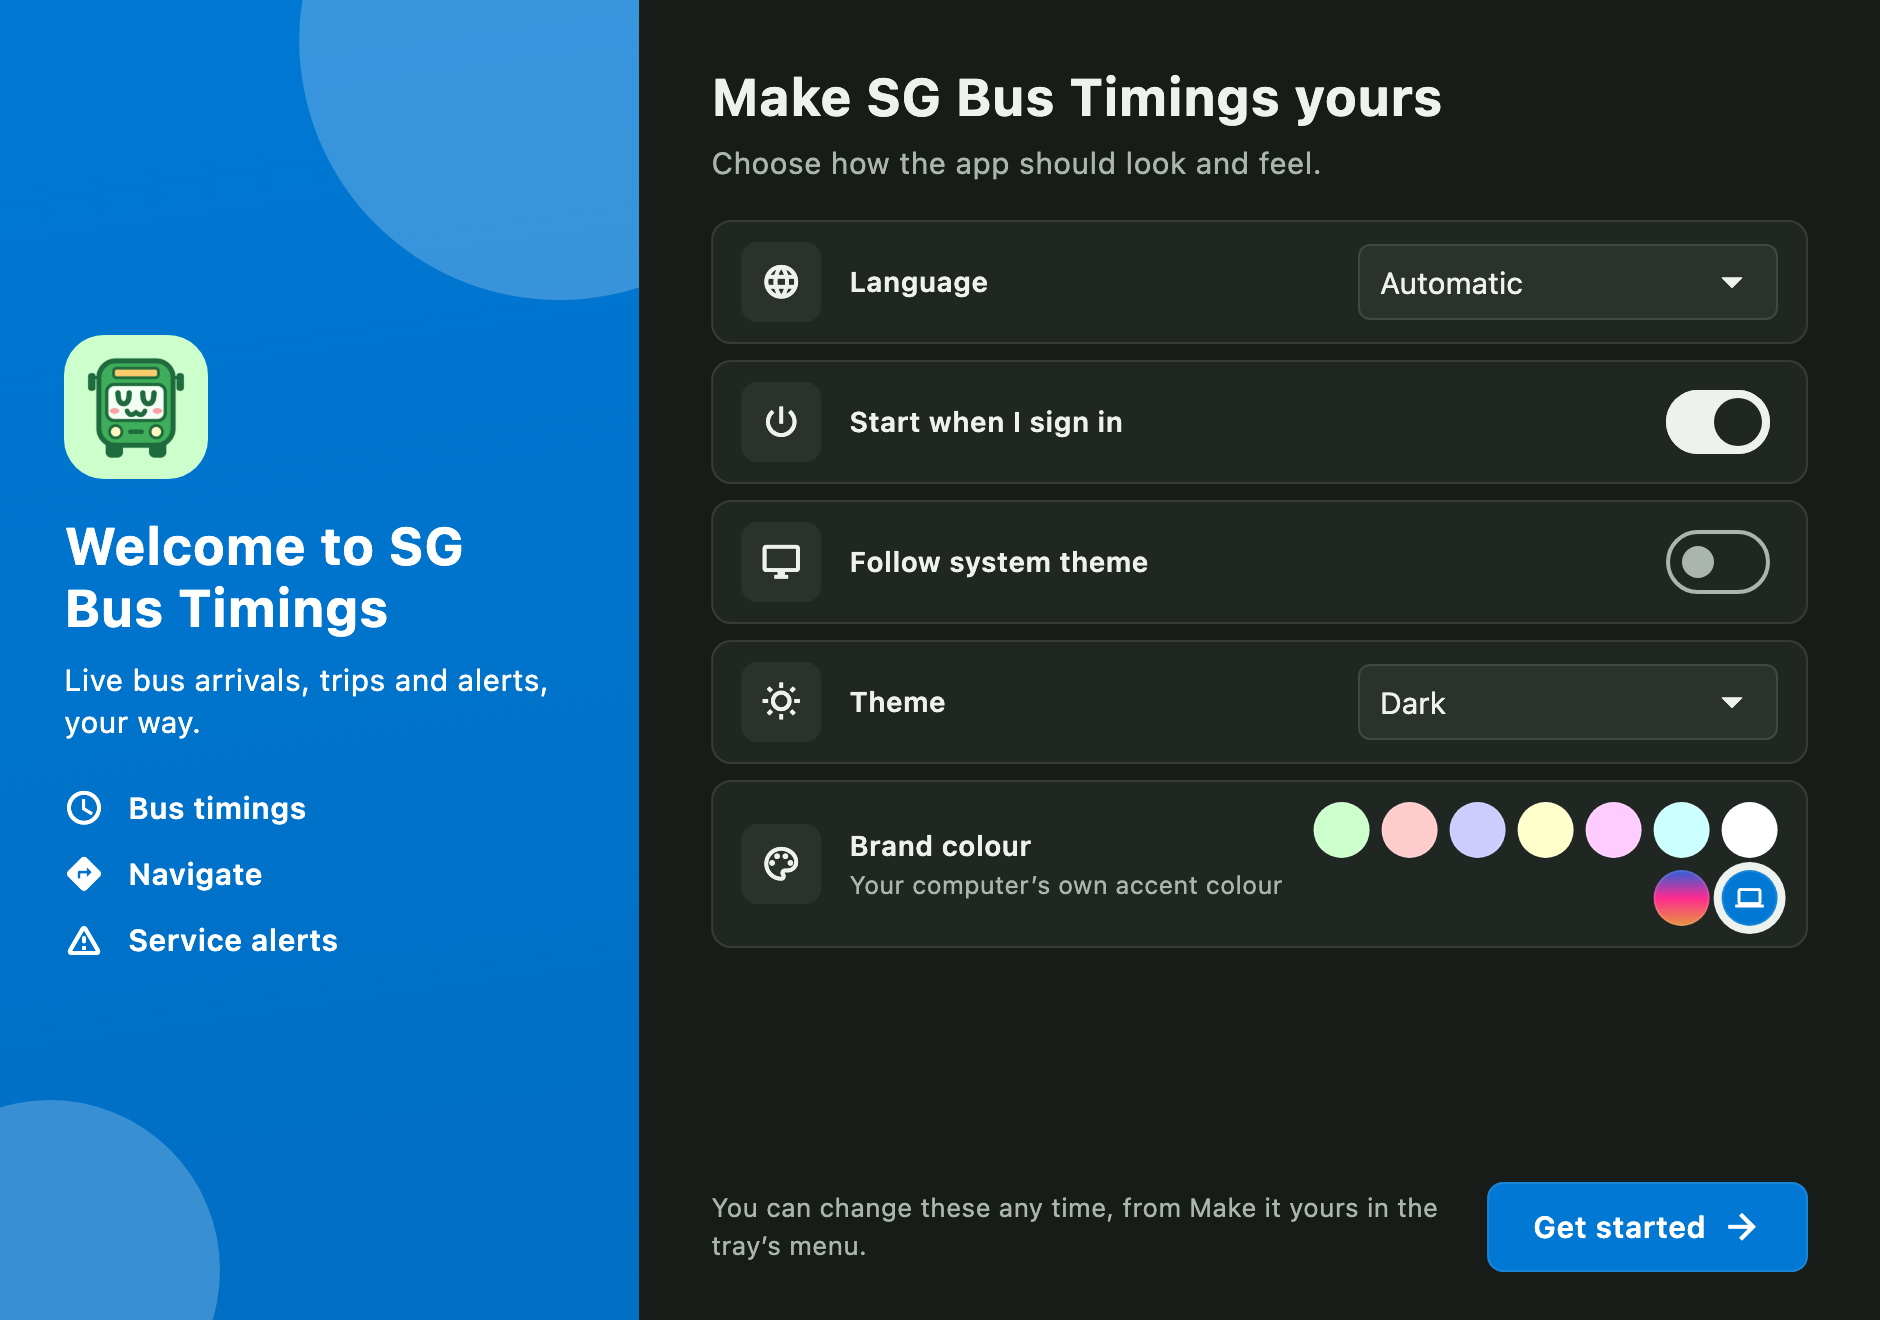 Welcome to SG
Bus Timings
Live bus arrivals, trips and alerts,
your way.
Bus timings
Navigate
Service alerts
Make SG Bus Timings yours
Choose how the app should look and feel.
Language
Automatic
Start when I sign in
Follow system theme
Theme
Dark
Brand colour
Your computer’s own accent colour
You can change these any time, from Make it yours in the
tray’s menu.
Get started